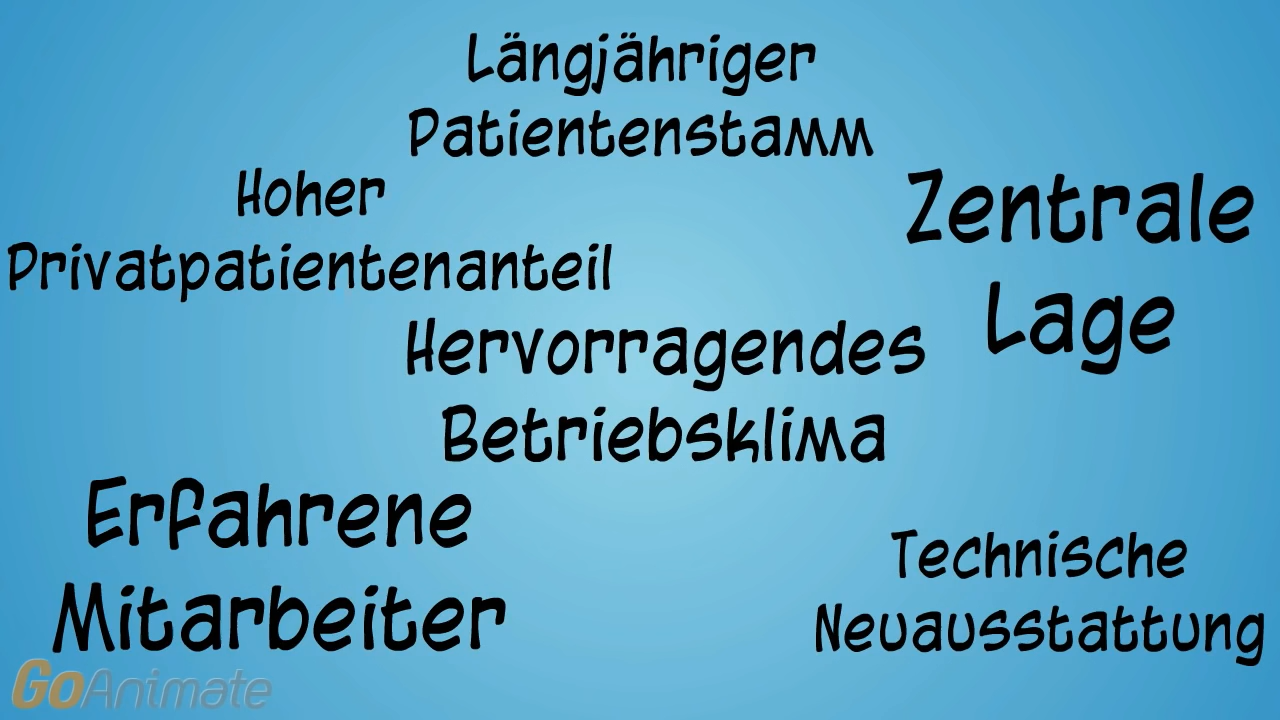 Längjähriger
Patientenstamm
Hoher
Privatpatientenanteil
Zentrale
Lage
Hervorragendes
Betriebsklima
Erfahrene
Mitarbeiter
Technische
Neuausstattung
GoAnimate